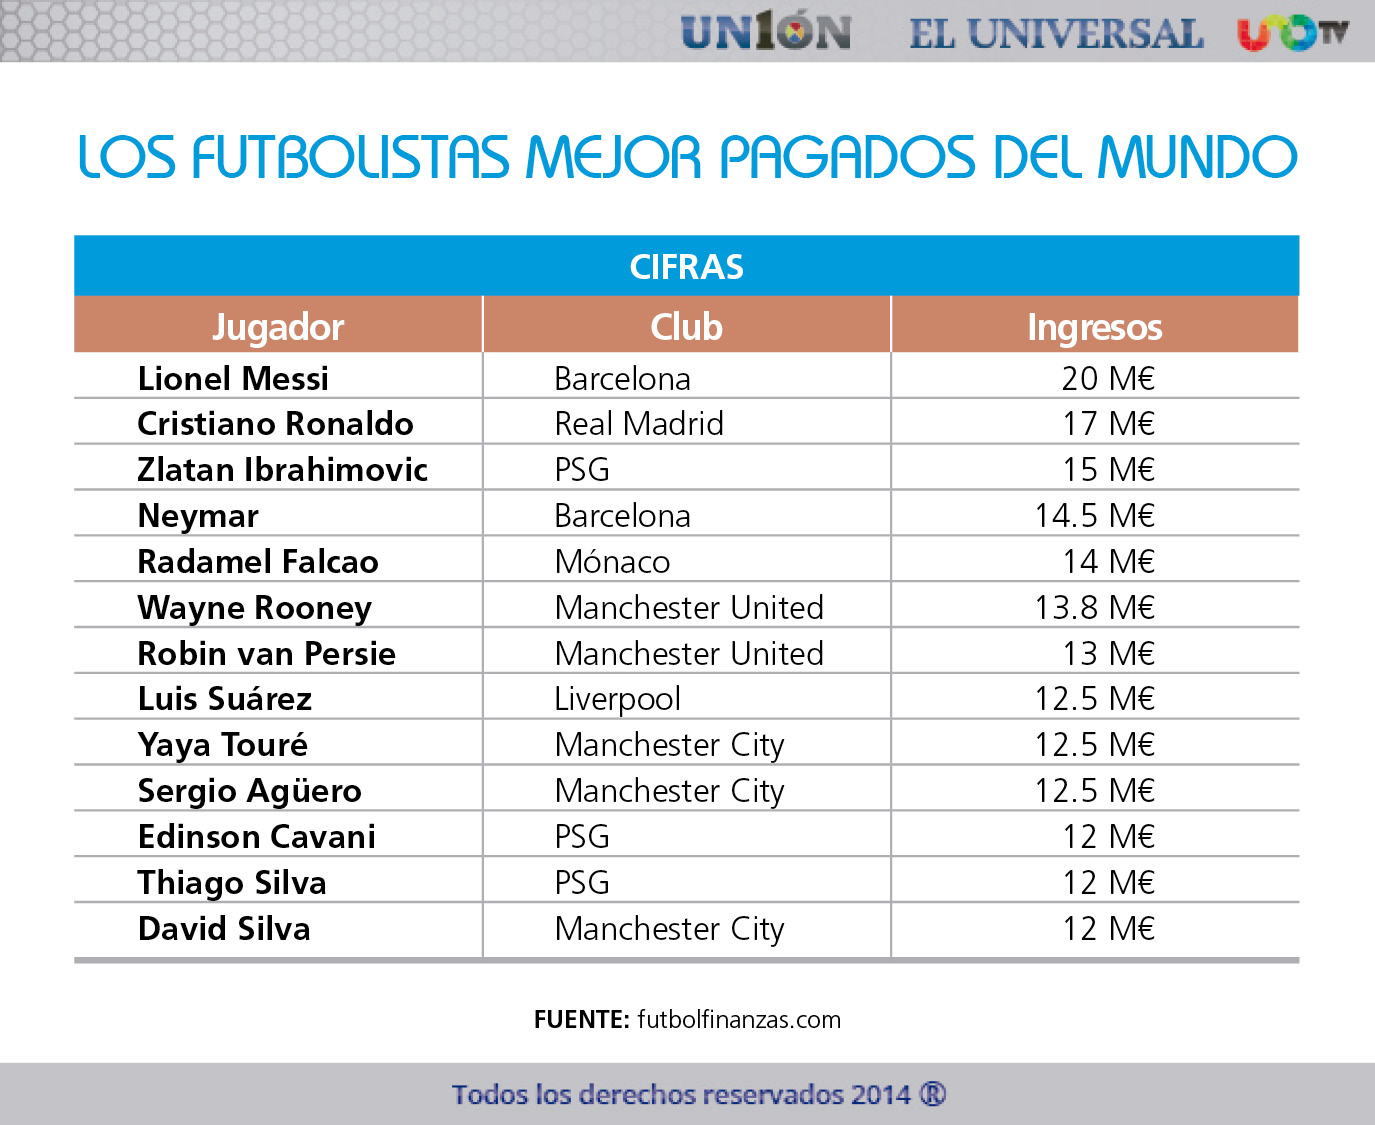 UN1ÓN EL UNIVERSAL UNO TV
LOS FUTBOLISTAS MEJOR PAGADOS DEL MUNDO
CIFRAS
Jugador Club Ingresos
Lionel Messi Barcelona 20 M€
Cristiano Ronaldo Real Madrid 17 M€
Zlatan Ibrahimovic PSG 15 M€
Neymar Barcelona 14.5 M€
Radamel Falcao Mónaco 14 M€
Wayne Rooney Manchester United 13.8 M€
Robin van Persie Manchester United 13 M€
Luis Suárez Liverpool 12.5 M€
Yaya Touré Manchester City 12.5 M€
Sergio Agüero Manchester City 12.5 M€
Edinson Cavani PSG 12 M€
Thiago Silva PSG 12 M€
David Silva Manchester City 12 M€
FUENTE: futbolfinanzas.com
Todos los derechos reservados 2014 ®